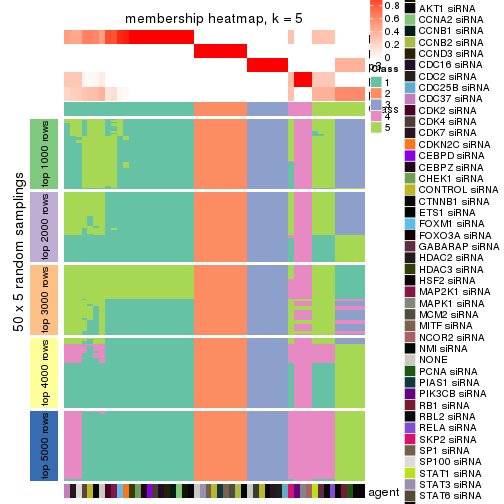 membership heatmap, k = 5
50 x 5 random samplings
top 1000 rows
top 2000 rows
top 3000 rows
top 4000 rows
top 5000 rows
agent
0.8
0.6
0.4
0.2
0
Class
1
2
3
4
5
AKT1 siRNA
CCNA2 siRNA
CCNB1 siRNA
CCNB2 siRNA
CCND3 siRNA
CDC16 siRNA
CDC2 siRNA
CDC25B siRNA
CDC37 siRNA
CDK2 siRNA
CDK4 siRNA
CDK7 siRNA
CDKN2C siRNA
CEBPD siRNA
CEBPZ siRNA
CHEK1 siRNA
CONTROL siRNA
CTNNB1 siRNA
ETS1 siRNA
FOXM1 siRNA
FOXO3A siRNA
GABARAP siRNA
HDAC2 siRNA
HDAC3 siRNA
HSF2 siRNA
MAP2K1 siRNA
MAPK1 siRNA
MCM2 siRNA
MITF siRNA
NCOR2 siRNA
NMI siRNA
NONE
PCNA siRNA
PIAS1 siRNA
PIK3CB siRNA
RB1 siRNA
RBL2 siRNA
RELA siRNA
SKP2 siRNA
SP1 siRNA
SP100 siRNA
STAT1 siRNA
STAT3 siRNA
STAT6 siRNA